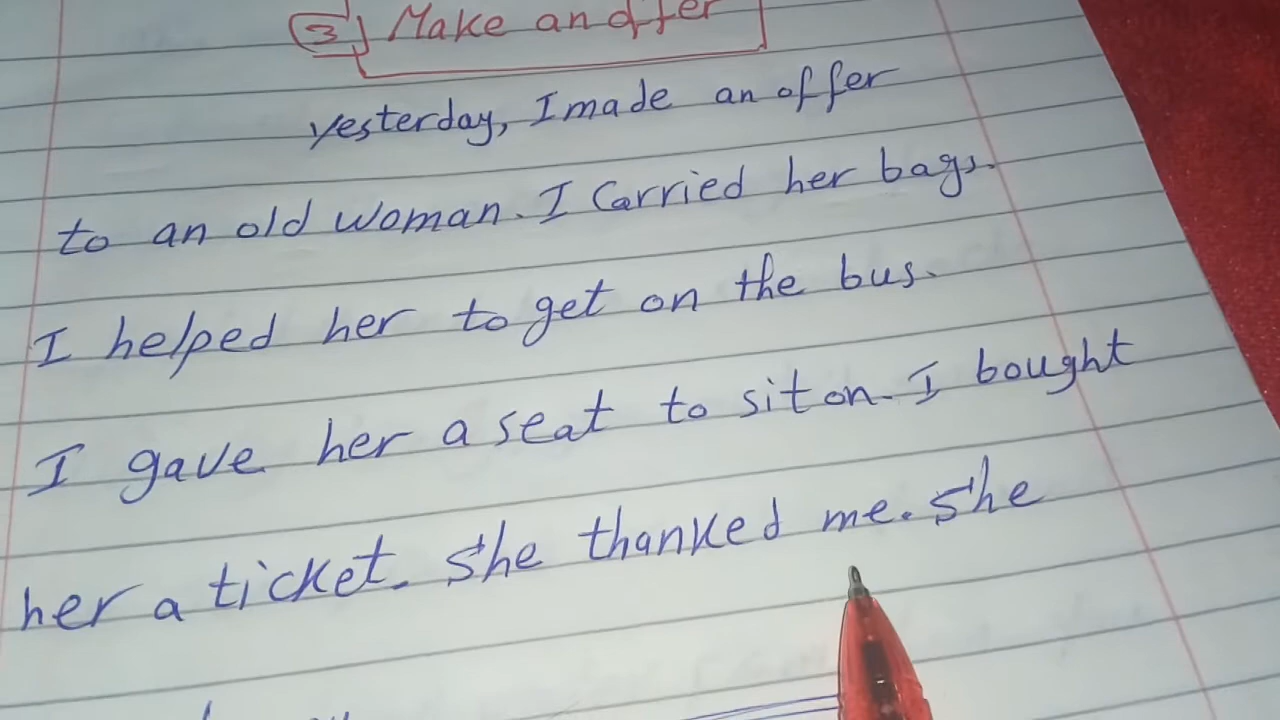 3) Make an offer
yesterday, I made an offer
to an old woman. I carried her bags.
I helped her to get on the bus.
I gave her a seat to sit on. I bought
her a ticket. She thanked me. She